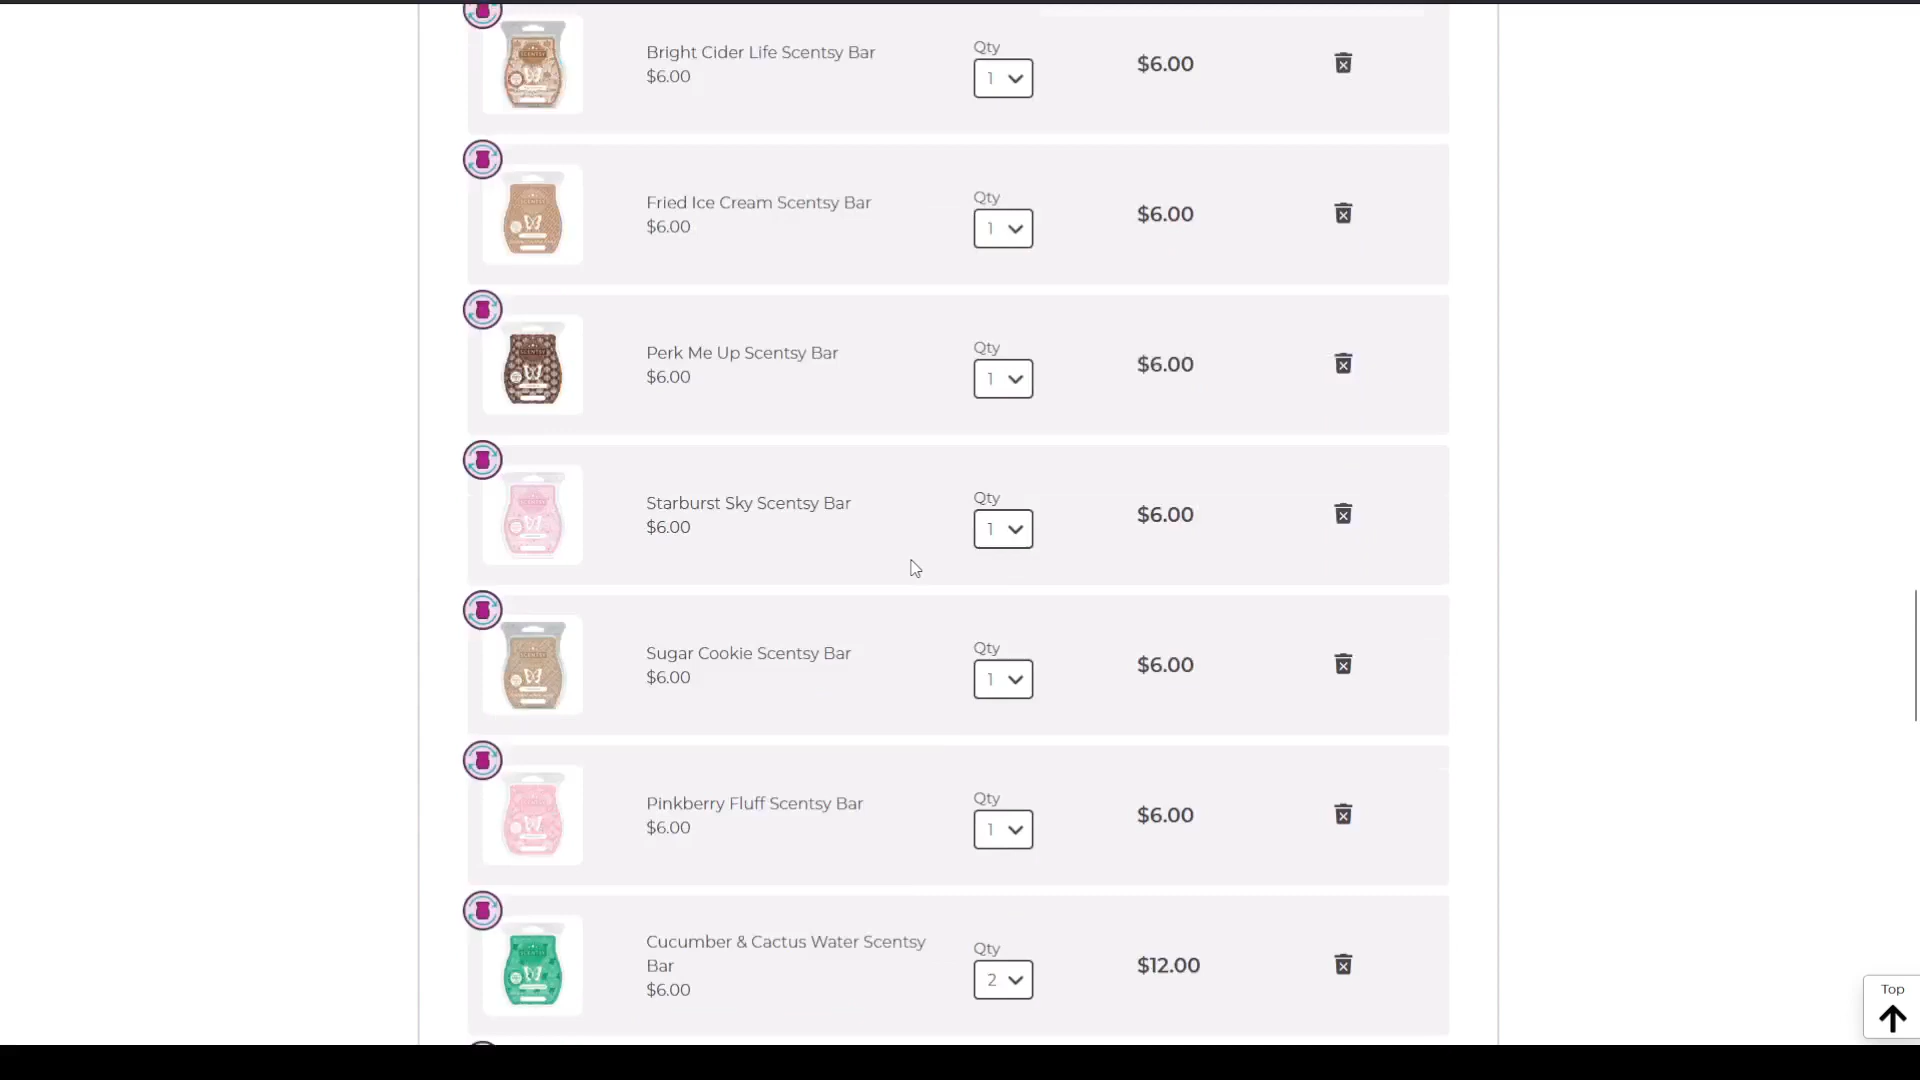 Bright Cider Life Scentsy Bar
$6.00
Qty
1
$6.00
Fried Ice Cream Scentsy Bar
$6.00
Qty
1
$6.00
Perk Me Up Scentsy Bar
$6.00
Qty
1
$6.00
Starburst Sky Scentsy Bar
$6.00
Qty
1
$6.00
Sugar Cookie Scentsy Bar
$6.00
Qty
1
$6.00
Pinkberry Fluff Scentsy Bar
$6.00
Qty
1
$6.00
Cucumber & Cactus Water Scentsy
Bar
$6.00
Qty
2
$12.00
Top